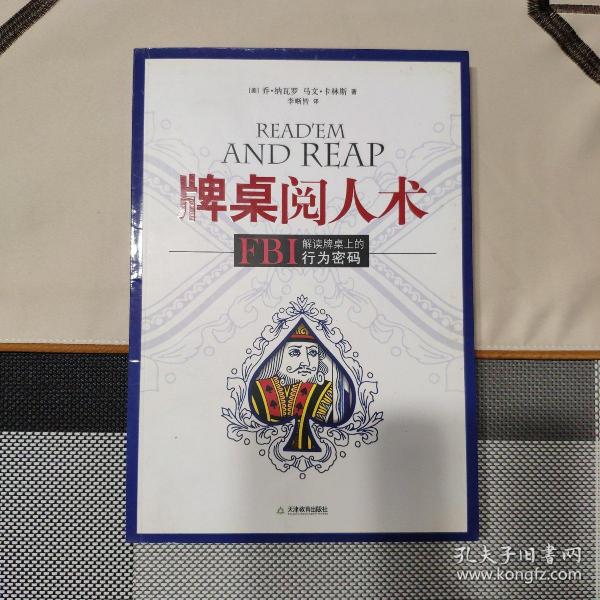 [美] 乔·纳瓦罗 马文·卡林斯 著
李晰皆 译
READ'EM
AND REAP
牌桌阅人术
FBI 解读牌桌上的
行为密码
天津教育出版社
孔夫子旧书网
www.kongfz.com